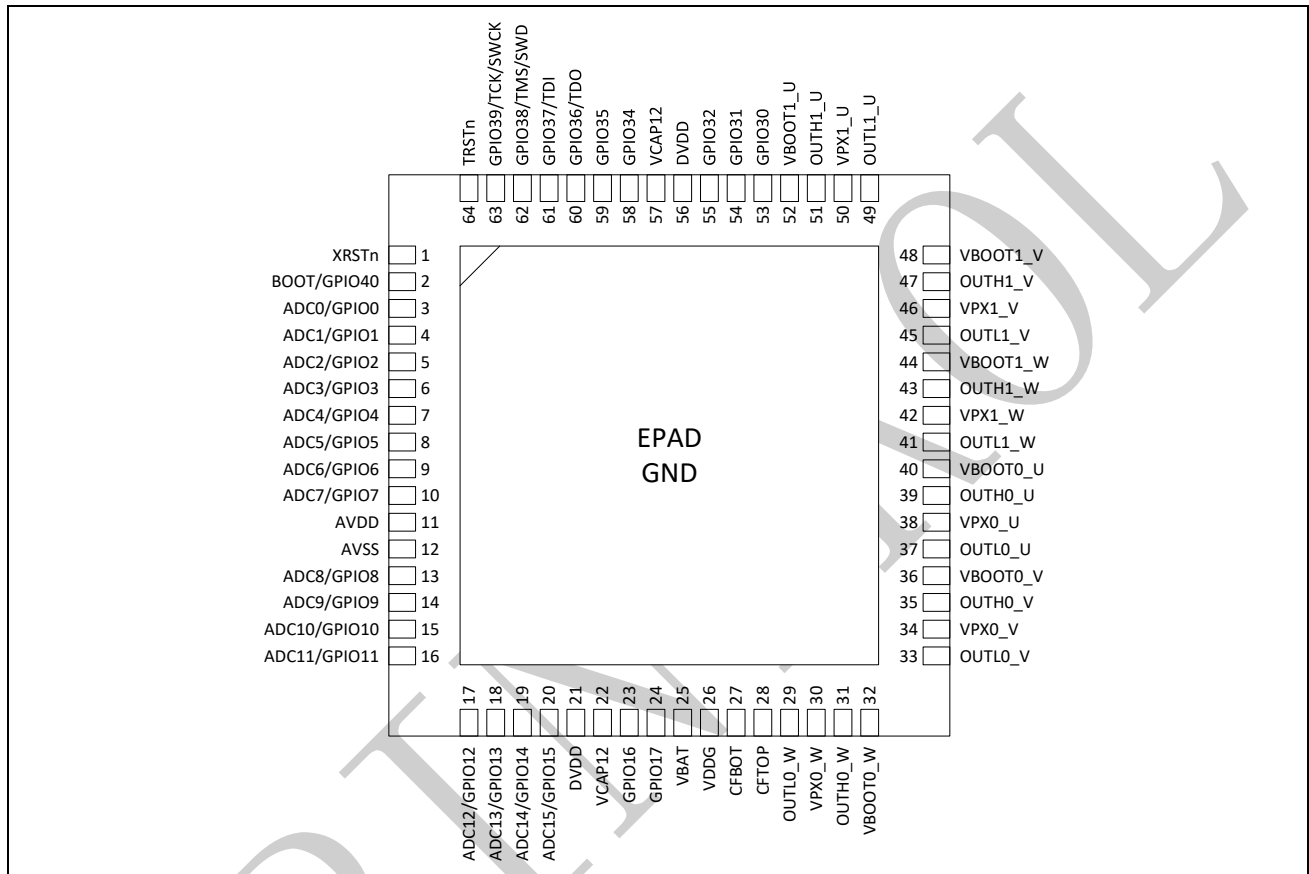 TRSTn
GPIO39/TCK/SWCK
GPIO38/TMS/SWD
GPIO37/TDI
GPIO36/TDO
GPIO35
GPIO34
VCAP12
DVDD
GPIO32
GPIO31
GPIO30
VBOOT1_U
OUTH1_U
VPX1_U
OUTL1_U
64
63
62
61
60
59
58
57
56
55
54
53
52
51
50
49
XRSTn 1
BOOT/GPIO40 2
ADC0/GPIO0 3
ADC1/GPIO1 4
ADC2/GPIO2 5
ADC3/GPIO3 6
ADC4/GPIO4 7
ADC5/GPIO5 8
ADC6/GPIO6 9
ADC7/GPIO7 10
AVDD 11
AVSS 12
ADC8/GPIO8 13
ADC9/GPIO9 14
ADC10/GPIO10 15
ADC11/GPIO11 16
EPAD
GND
48 VBOOT1_V
47 OUTH1_V
46 VPX1_V
45 OUTL1_V
44 VBOOT1_W
43 OUTH1_W
42 VPX1_W
41 OUTL1_W
40 VBOOT0_U
39 OUTH0_U
38 VPX0_U
37 OUTL0_U
36 VBOOT0_V
35 OUTH0_V
34 VPX0_V
33 OUTL0_V
17
18
19
20
21
22
23
24
25
26
27
28
29
30
31
32
ADC12/GPIO12
ADC13/GPIO13
ADC14/GPIO14
ADC15/GPIO15
DVDD
VCAP12
GPIO16
GPIO17
VBAT
VDDG
CFBOT
CFTOP
OUTL0_W
VPX0_W
OUTH0_W
VBOOT0_W